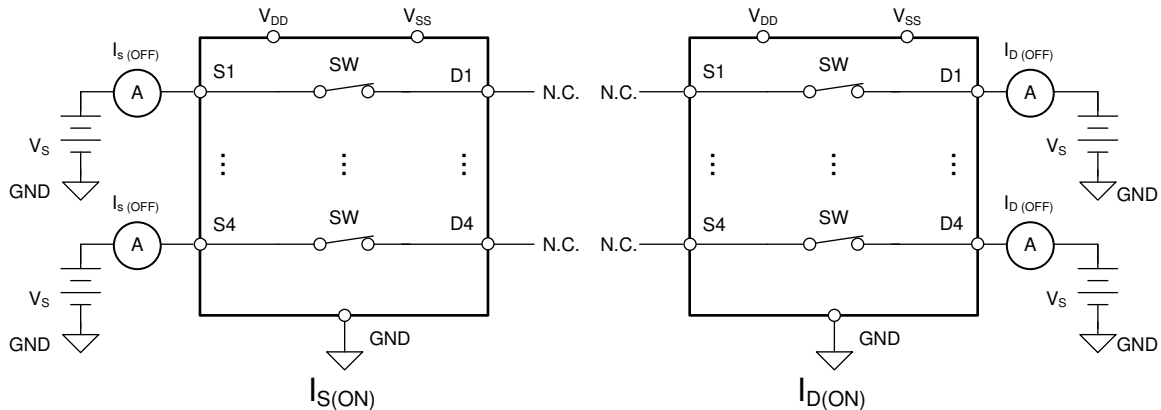 VDD VSS VDD VSS
Is (OFF) ID (OFF)
S1 SW D1 S1 SW D1
A N.C. N.C. A
VS VS
GND ⋮ ⋮ ⋮ ⋮ ⋮ ⋮ GND
Is (OFF) ID (OFF)
S4 SW D4 S4 SW D4
A N.C. N.C. A
VS VS
GND GND GND GND
IS(ON) ID(ON)